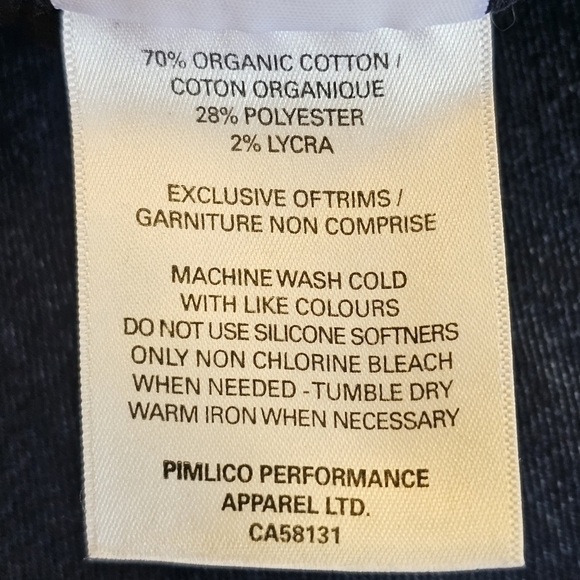 70% ORGANIC COTTON /
COTON ORGANIQUE
28% POLYESTER
2% LYCRA
EXCLUSIVE OF TRIMS /
GARNITURE NON COMPRISE
MACHINE WASH COLD
WITH LIKE COLOURS
DO NOT USE SILICONE SOFTNERS
ONLY NON CHLORINE BLEACH
WHEN NEEDED - TUMBLE DRY
WARM IRON WHEN NECESSARY
PIMLICO PERFORMANCE
APPAREL LTD.
CA58131